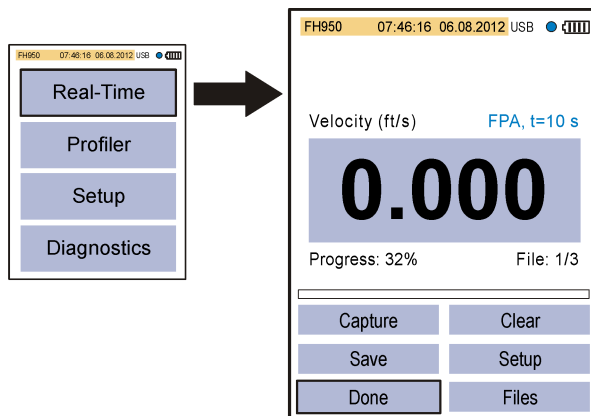 FH950 07:46:16 06.08.2012 USB
Real-Time
Profiler
Setup
Diagnostics
FH950 07:46:16 06.08.2012 USB
Velocity (ft/s) FPA, t=10 s
0.000
Progress: 32% File: 1/3
Capture Clear
Save Setup
Done Files